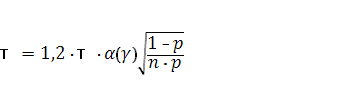 т = 1,2 · т · α(γ)√((1 − p)/(n · p))